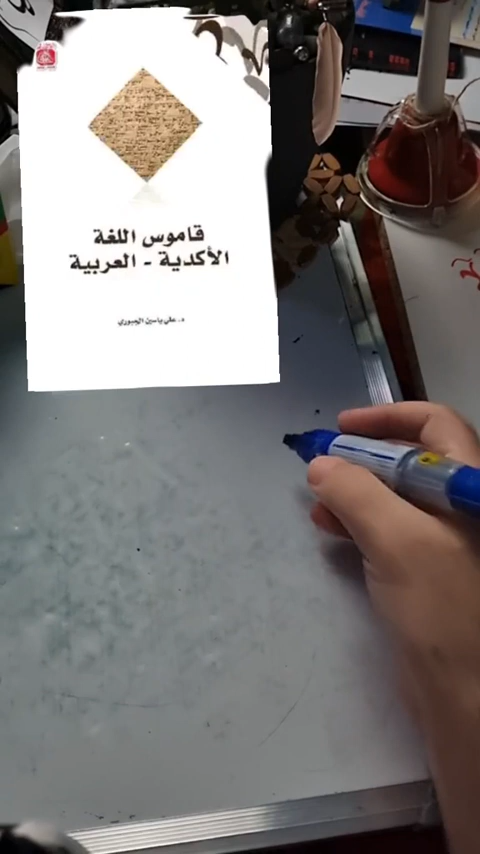 قاموس اللغة
الأكدية - العربية
د. علي ياسين الجبوري